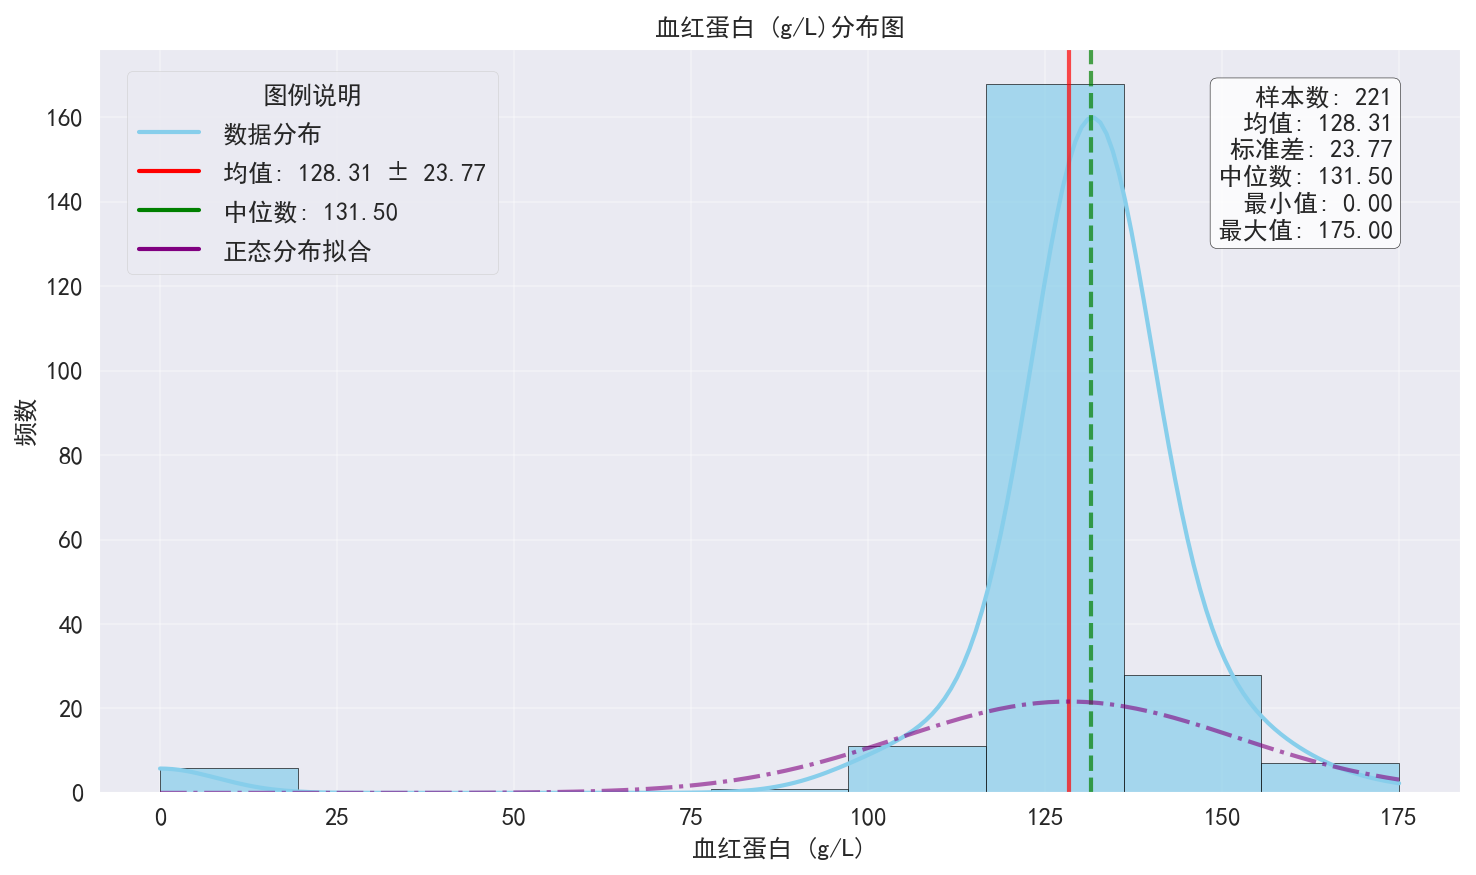 血红蛋白 (g/L)分布图
图例说明
数据分布
均值: 128.31 ± 23.77
中位数: 131.50
正态分布拟合
样本数: 221
均值: 128.31
标准差: 23.77
中位数: 131.50
最小值: 0.00
最大值: 175.00
频数
160
140
120
100
80
60
40
20
0
0 25 50 75 100 125 150 175
血红蛋白 (g/L)